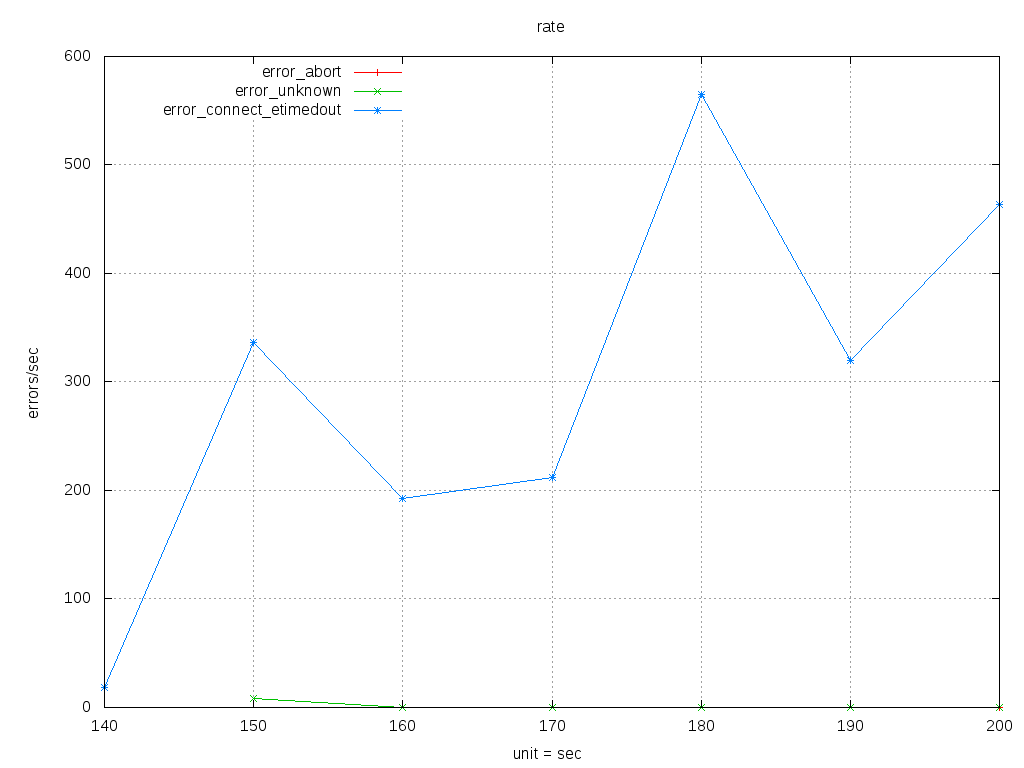 rate
600
500
400
300
200
100
0
errors/sec
error_abort
error_unknown
error_connect_etimedout
140 150 160 170 180 190 200
unit = sec